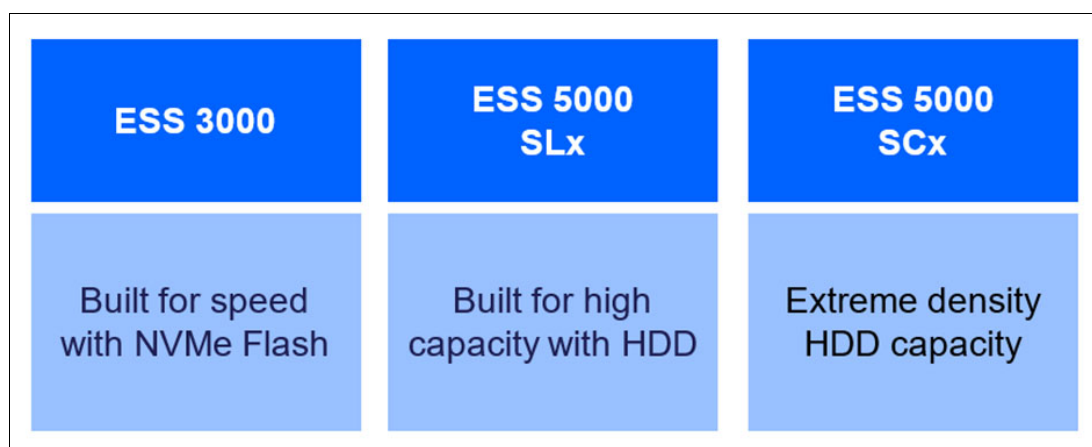 ESS 3000
Built for speed
with NVMe Flash
ESS 5000
SLx
Built for high
capacity with HDD
ESS 5000
SCx
Extreme density
HDD capacity